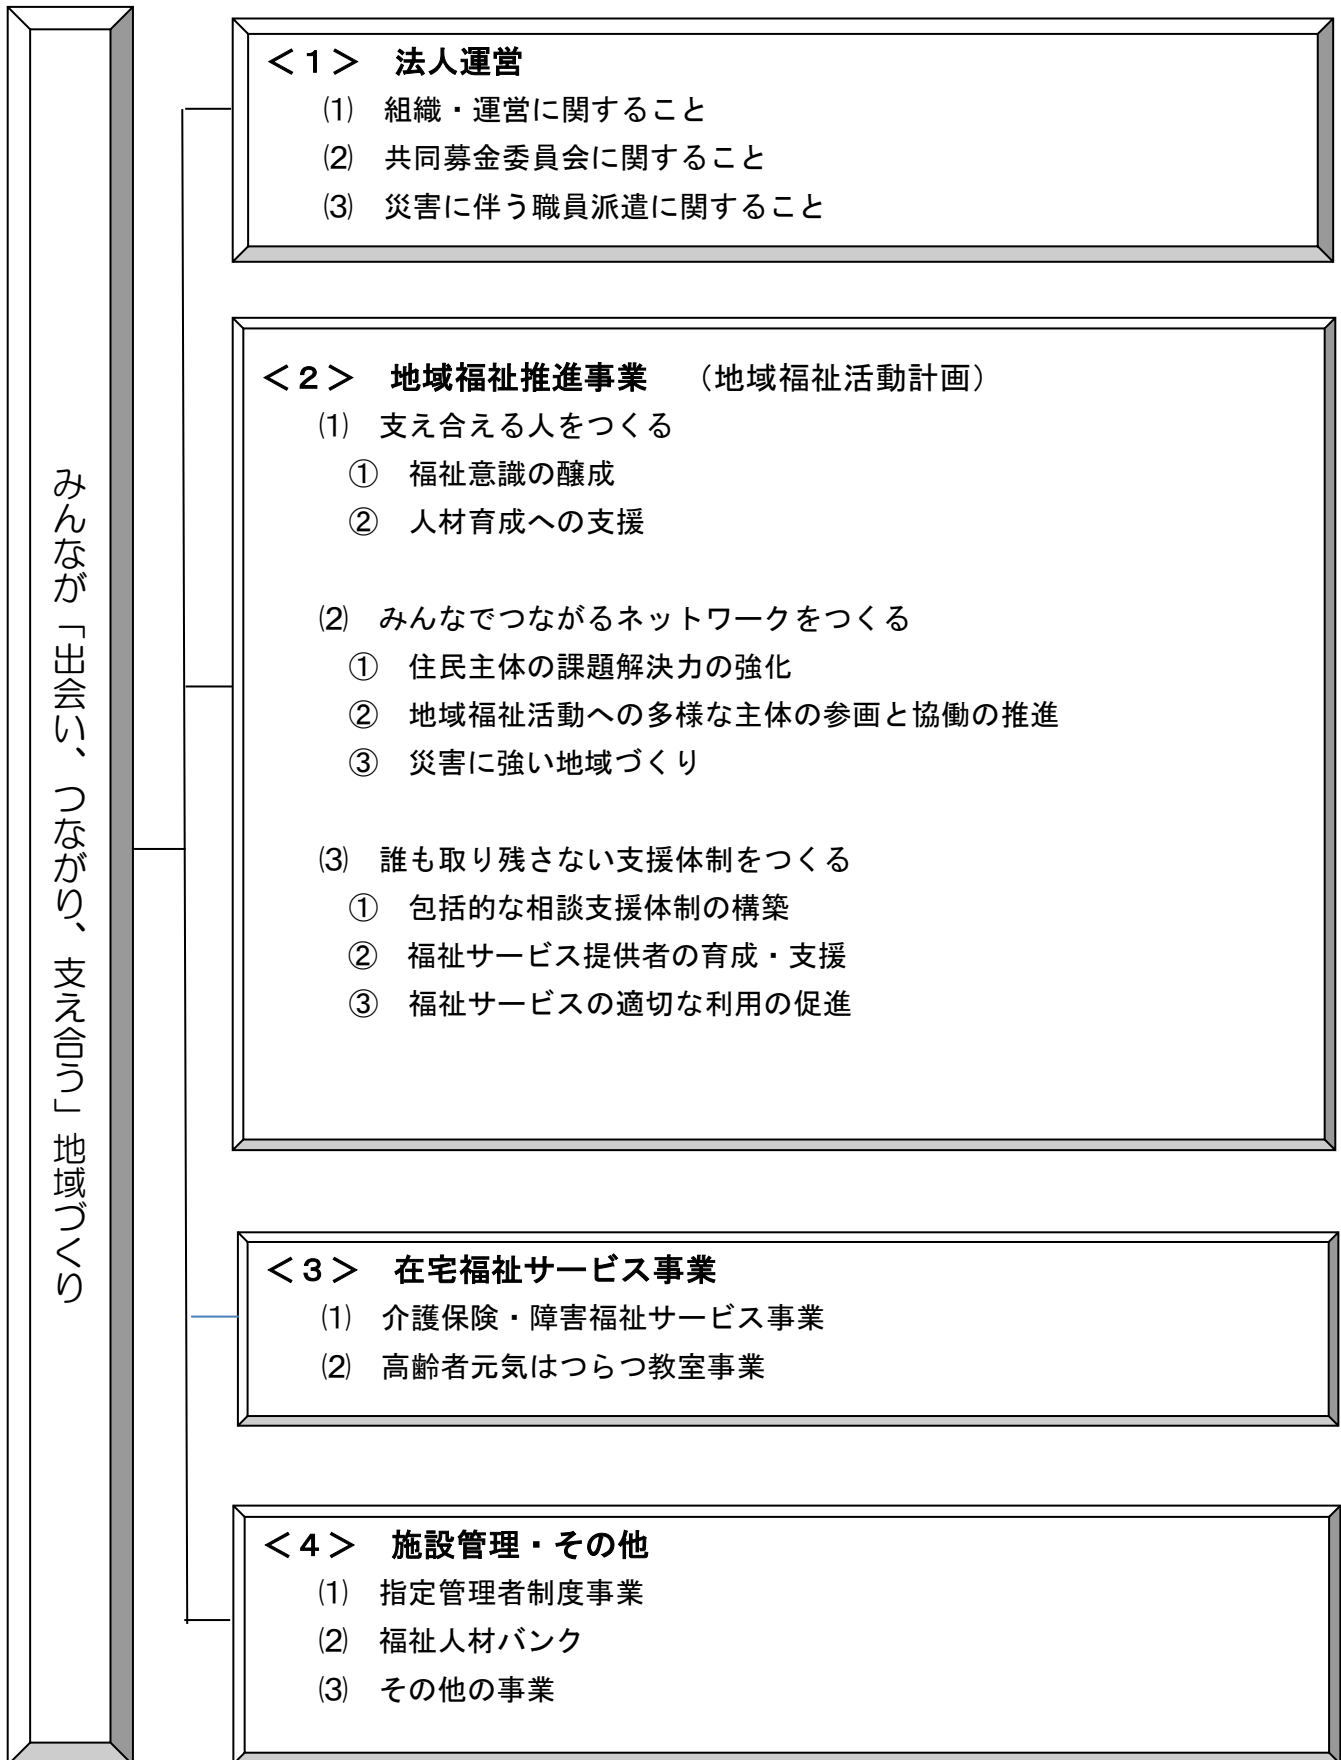 みんなが「出会い、つながり、支え合う」地域づくり
＜１＞　法人運営
⑴　組織・運営に関すること
⑵　共同募金委員会に関すること
⑶　災害に伴う職員派遣に関すること
＜２＞　地域福祉推進事業　（地域福祉活動計画）
⑴　支え合える人をつくる
①　福祉意識の醸成
②　人材育成への支援
⑵　みんなでつながるネットワークをつくる
①　住民主体の課題解決力の強化
②　地域福祉活動への多様な主体の参画と協働の推進
③　災害に強い地域づくり
⑶　誰も取り残さない支援体制をつくる
①　包括的な相談支援体制の構築
②　福祉サービス提供者の育成・支援
③　福祉サービスの適切な利用の促進
＜３＞　在宅福祉サービス事業
⑴　介護保険・障害福祉サービス事業
⑵　高齢者元気はつらつ教室事業
＜４＞　施設管理・その他
⑴　指定管理者制度事業
⑵　福祉人材バンク
⑶　その他の事業